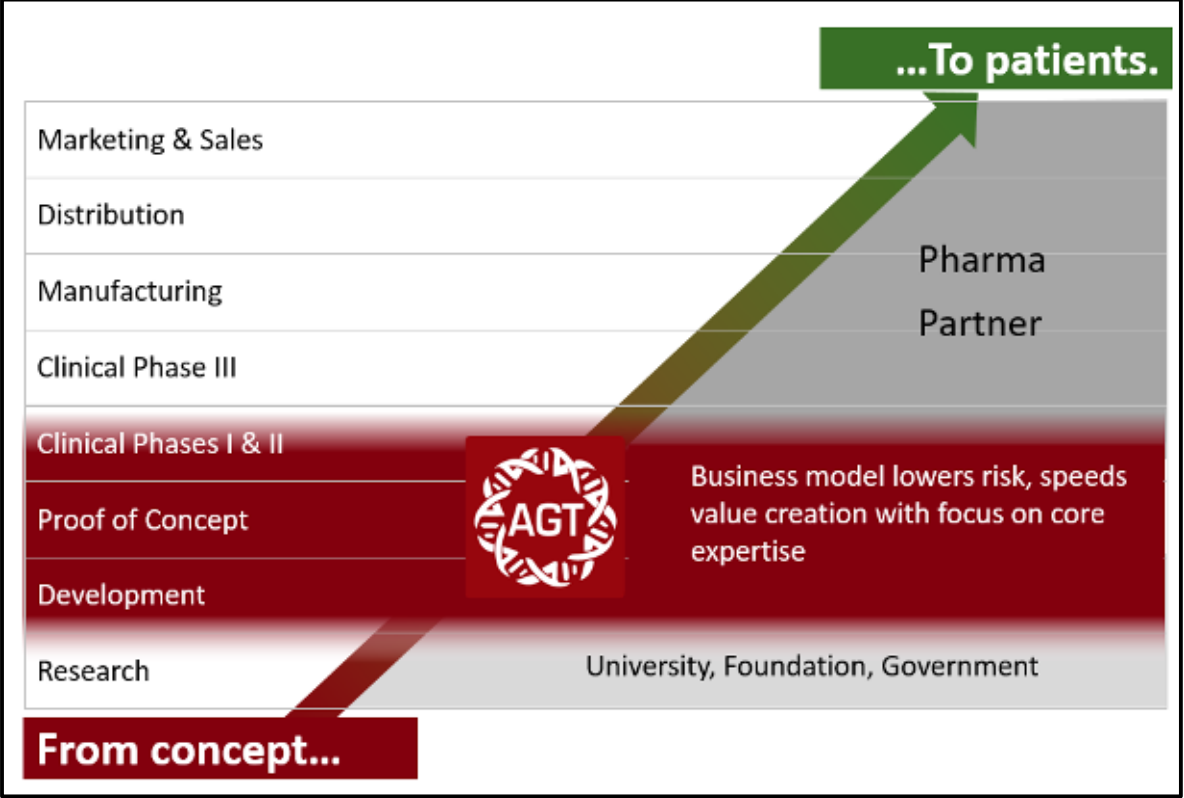 ...To patients.
Marketing & Sales
Distribution
Manufacturing
Clinical Phase III
Clinical Phases I & II
Proof of Concept
Development
Research
Pharma
Partner
AGT
Business model lowers risk, speeds
value creation with focus on core
expertise
University, Foundation, Government
From concept...